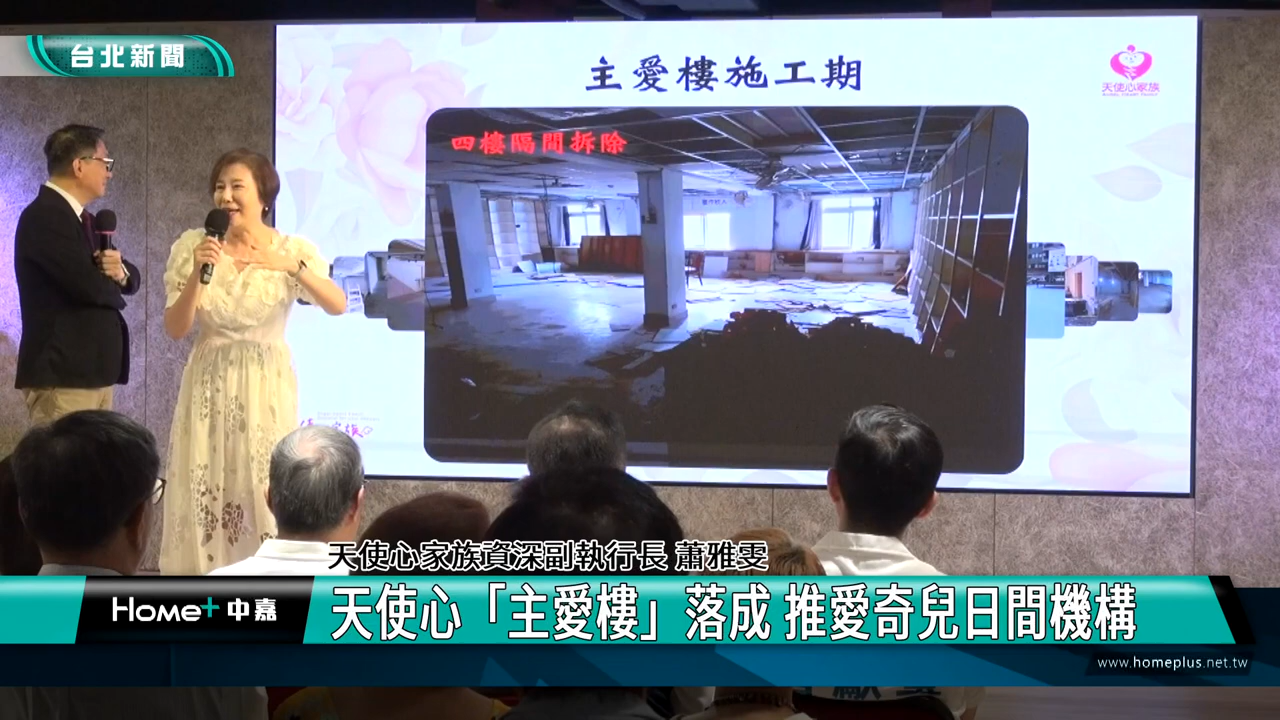 台北新聞
主愛樓施工期
天使心家族
四樓隔間拆除
天使心家族資深副執行長 蕭雅雯
Home+ 中嘉
天使心「主愛樓」落成 推愛奇兒日間機構
www.homeplus.net.tw